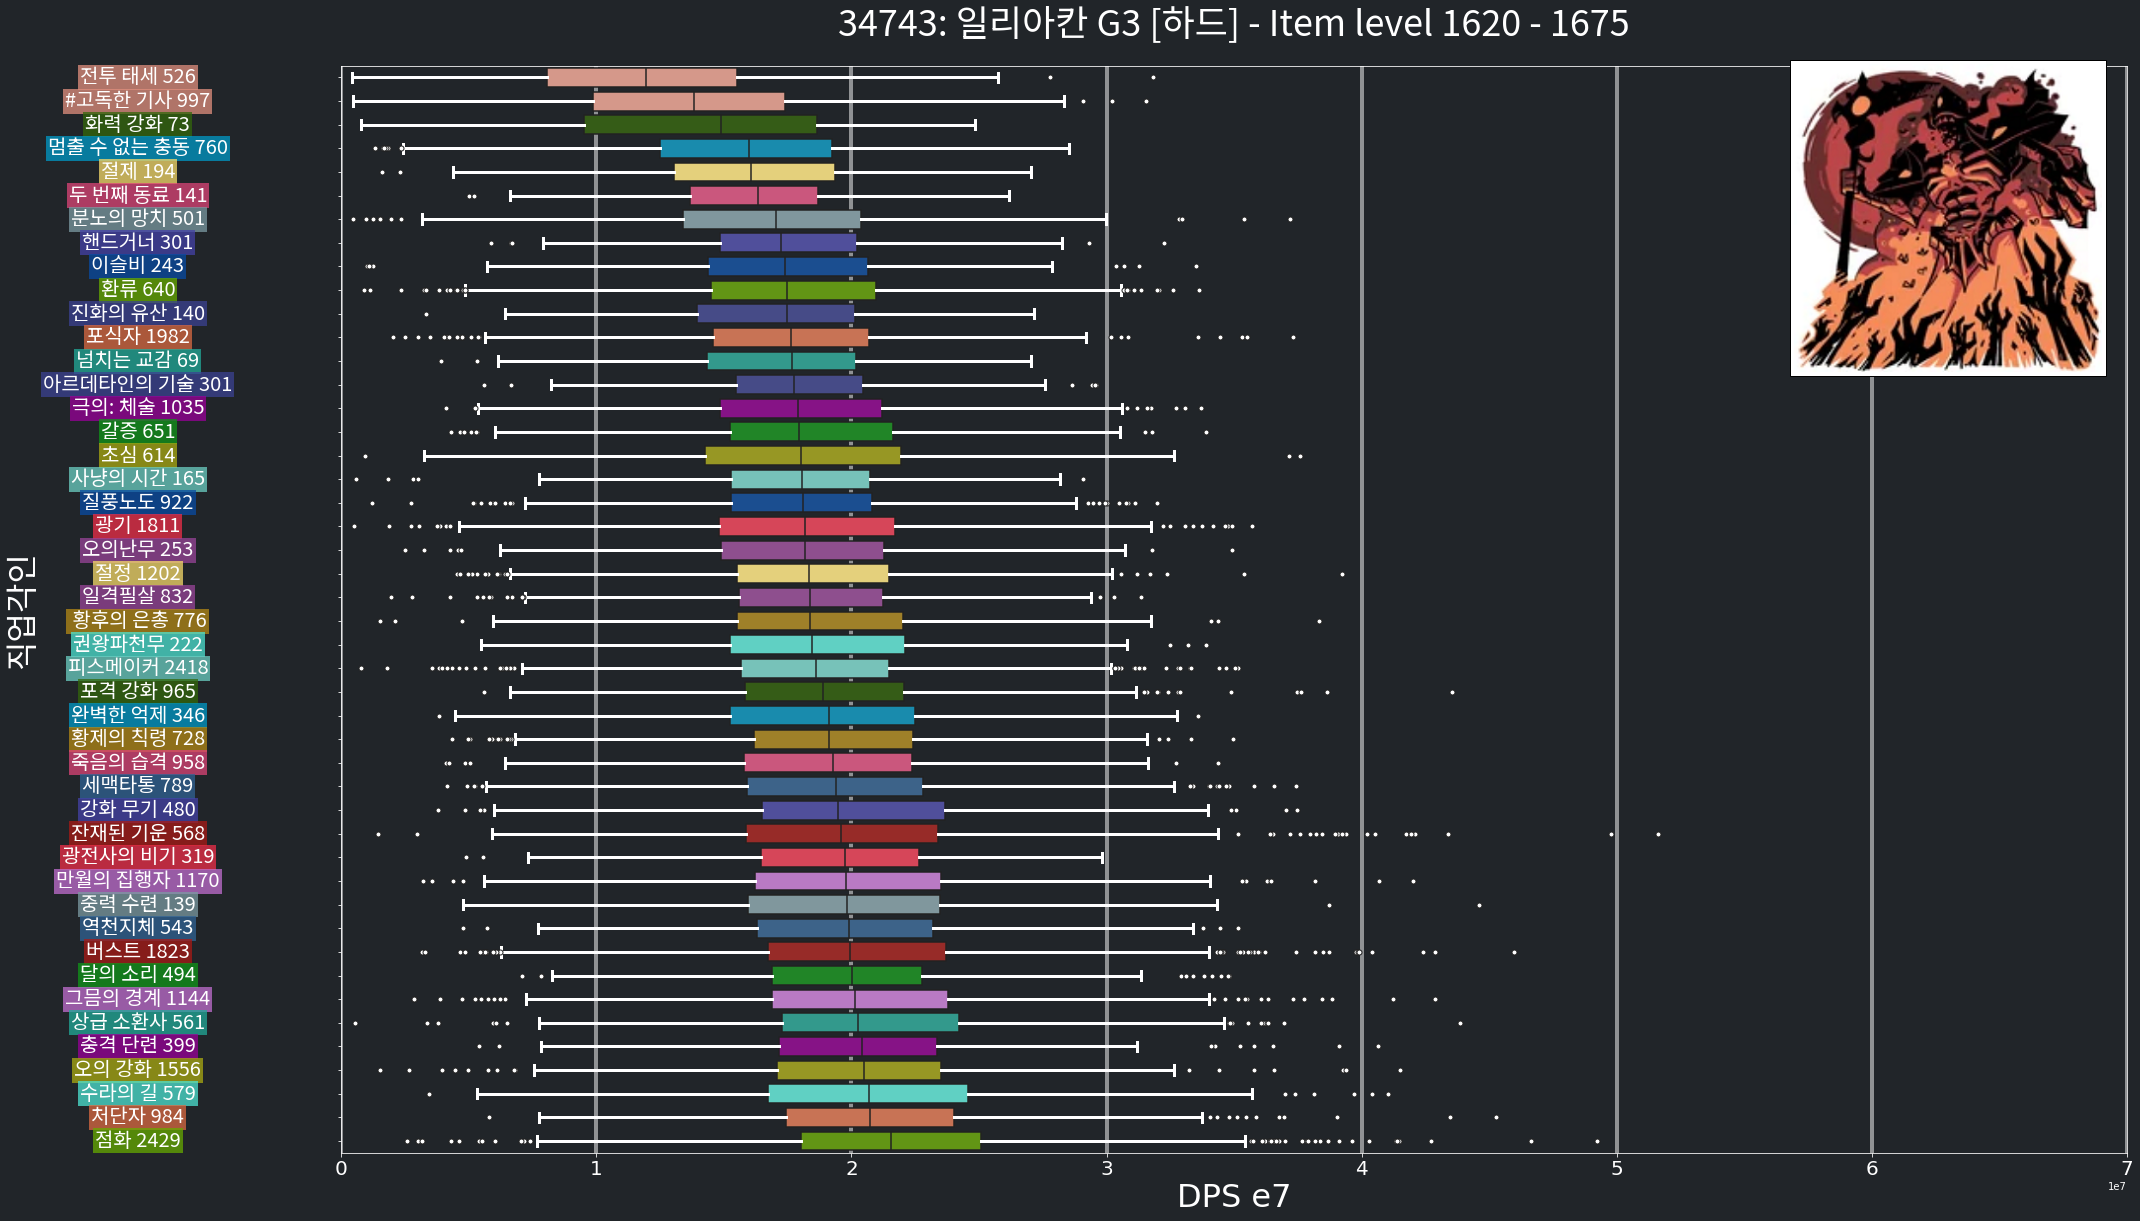 34743: 일리아칸 G3 [하드] - Item level 1620 - 1675
직업각인
전투 태세 526
#고독한 기사 997
화력 강화 73
멈출 수 없는 충동 760
절제 194
두 번째 동료 141
분노의 망치 501
핸드거너 301
이슬비 243
환류 640
진화의 유산 140
포식자 1982
넘치는 교감 69
아르데타인의 기술 301
극의: 체술 1035
갈증 651
초심 614
사냥의 시간 165
질풍노도 922
광기 1811
오의난무 253
절정 1202
일격필살 832
황후의 은총 776
권왕파천무 222
피스메이커 2418
포격 강화 965
완벽한 억제 346
황제의 칙령 728
죽음의 습격 958
세맥타통 789
강화 무기 480
잔재된 기운 568
광전사의 비기 319
만월의 집행자 1170
중력 수련 139
역천지체 543
버스트 1823
달의 소리 494
그믐의 경계 1144
상급 소환사 561
충격 단련 399
오의 강화 1556
수라의 길 579
처단자 984
점화 2429
0 1 2 3 4 5 6 7
DPS e7
1e7